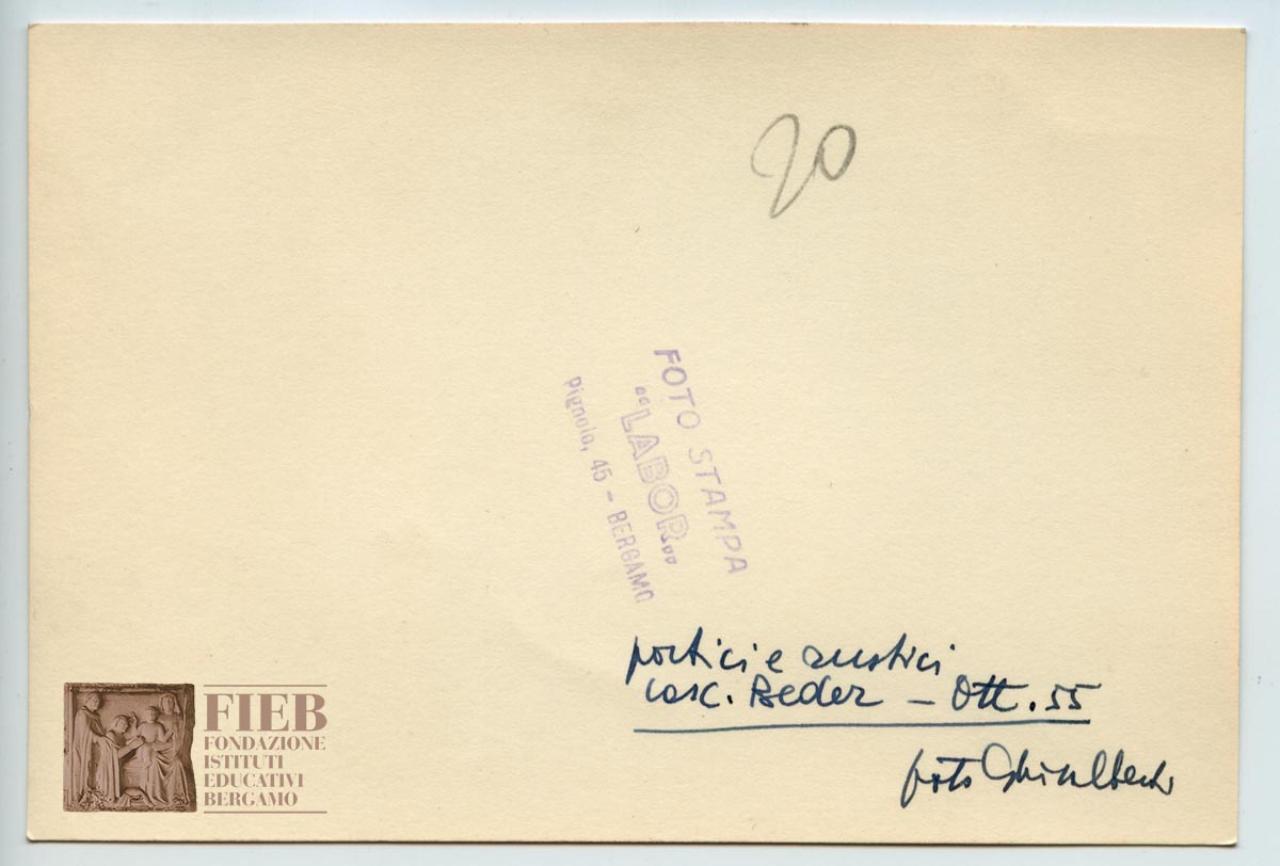 20
FOTO STAMPA
"LABOR"
Pignolo, 45 - BERGAMO
portici e rustici
casc. Beder - Ott. 55
foto
FIEB
FONDAZIONE
ISTITUTI
EDUCATIVI
BERGAMO